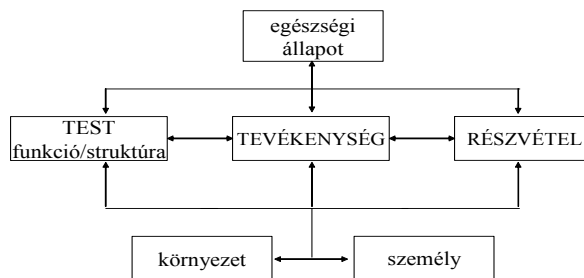 egészségi
állapot
TEST
funkció/struktúra
TEVÉKENYSÉG
RÉSZVÉTEL
környezet
személy